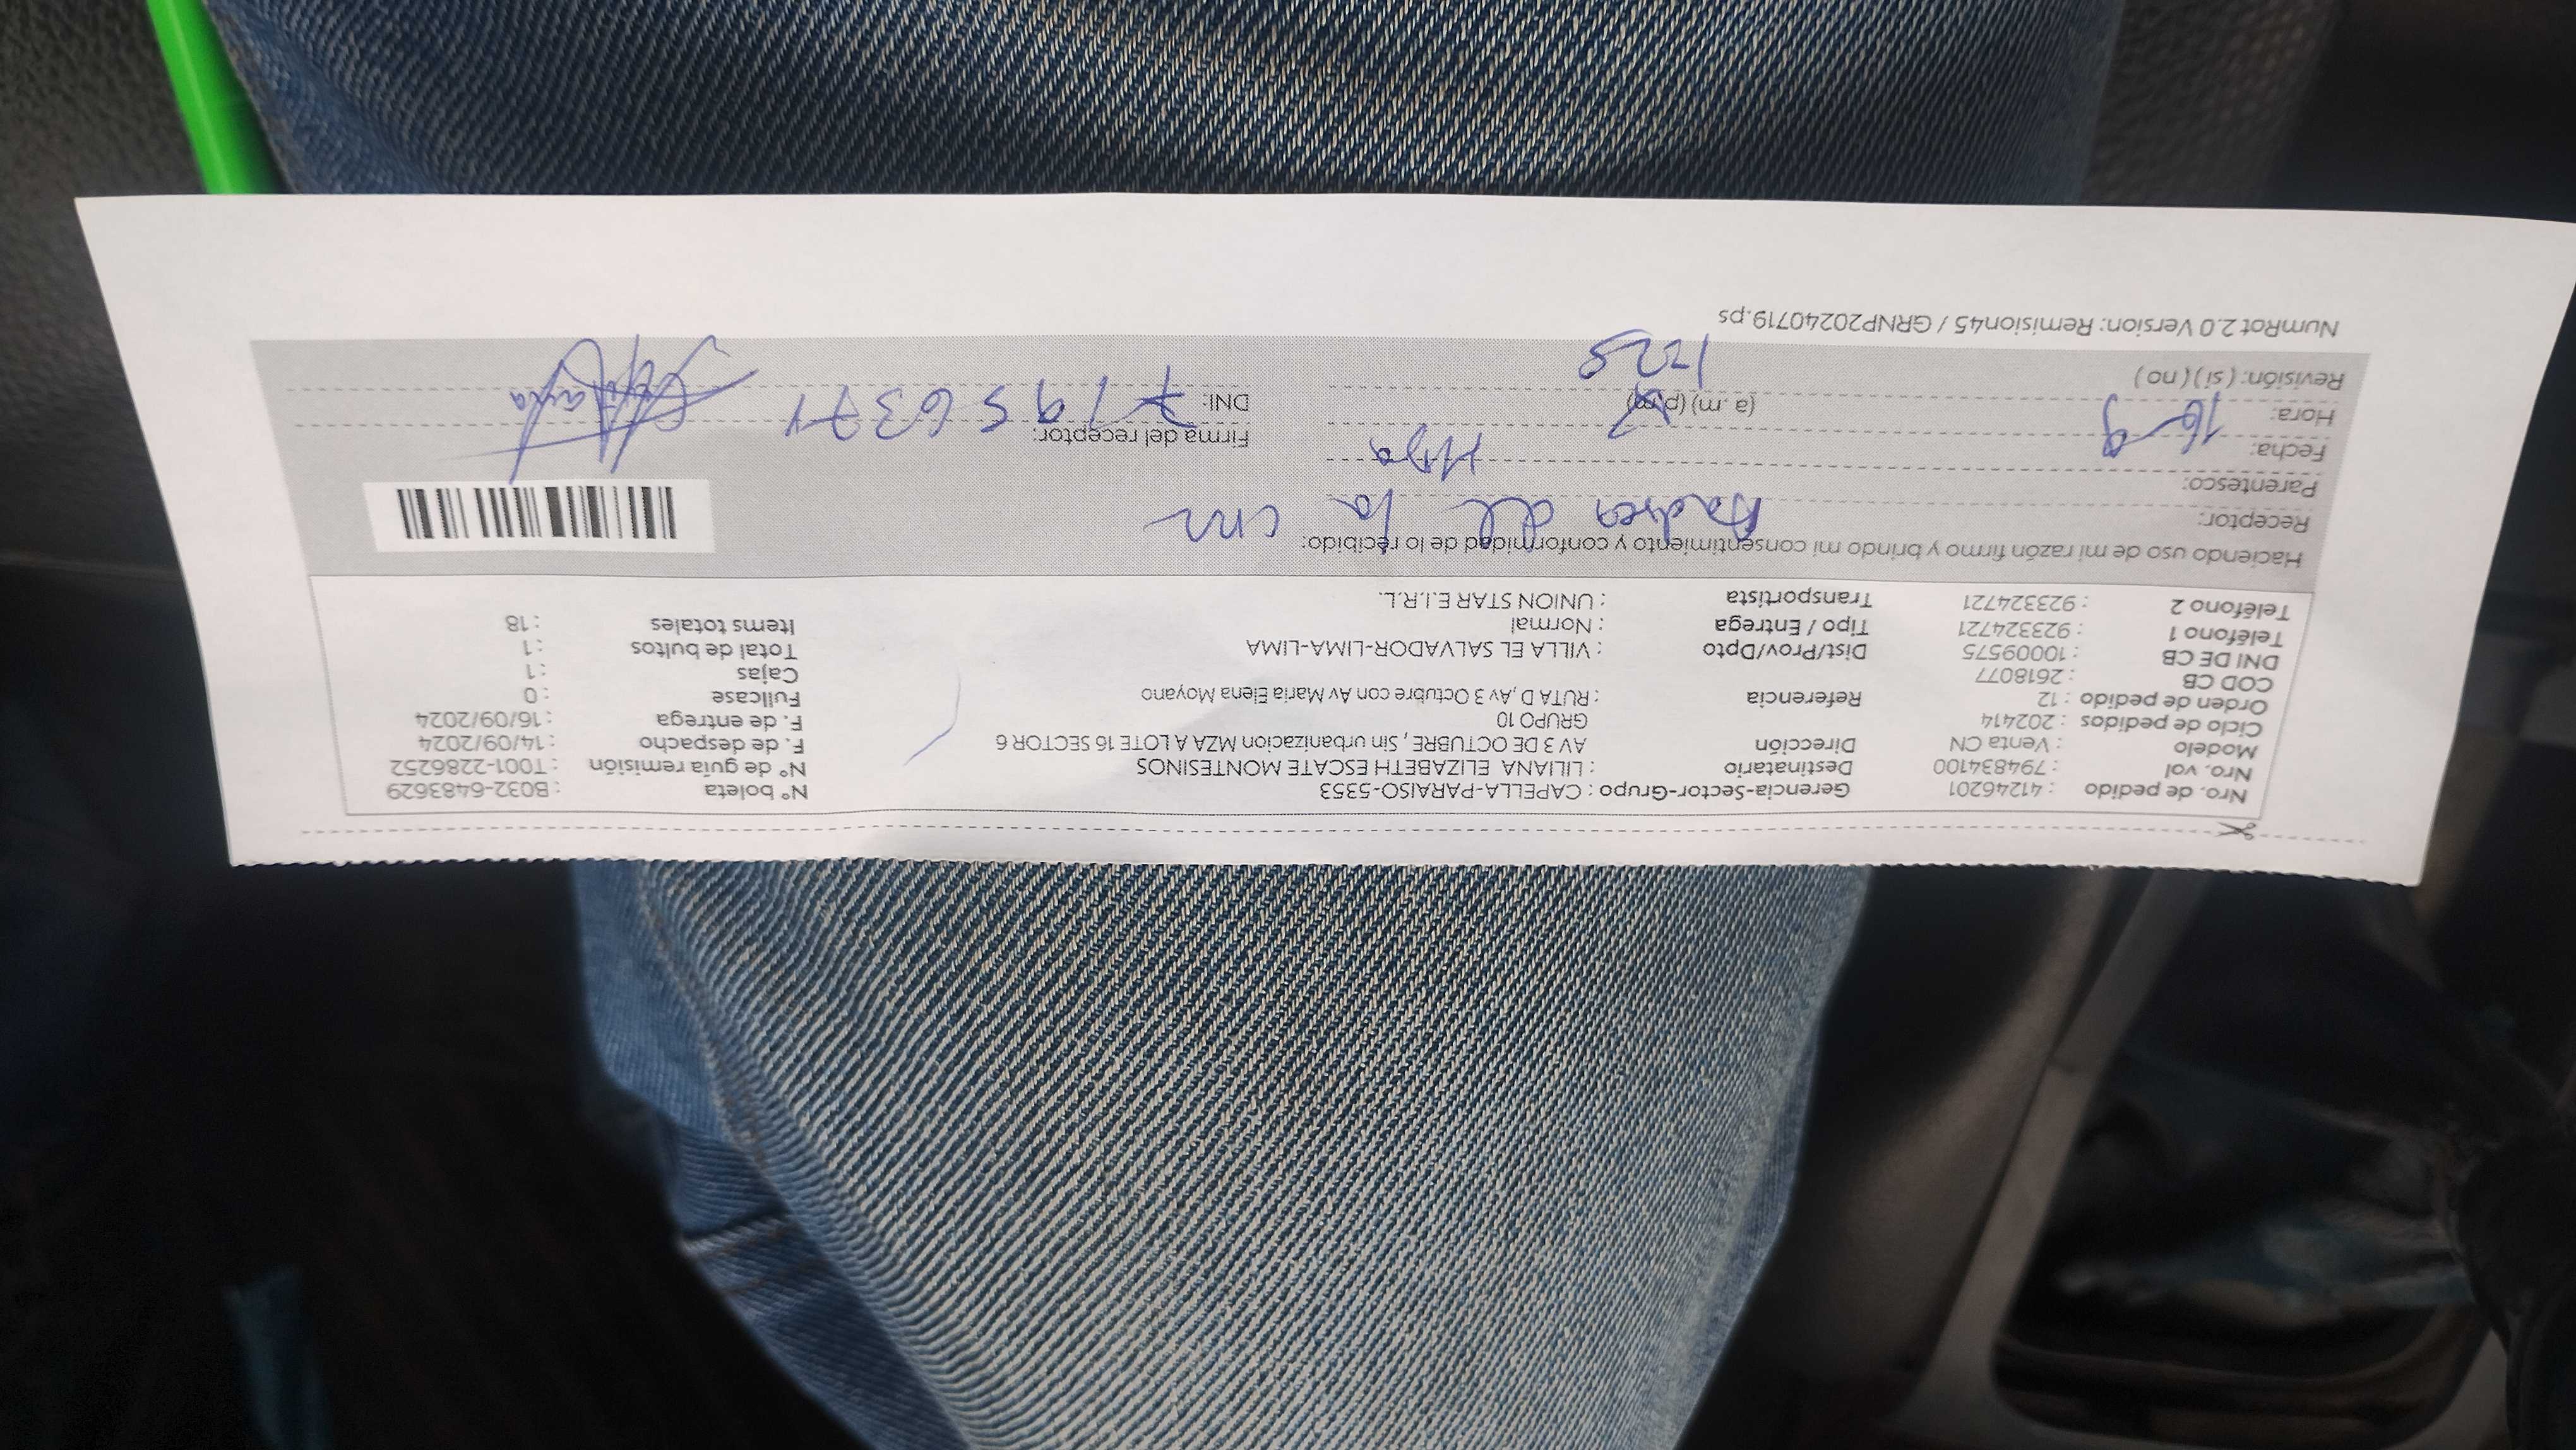 Nro. de pedido : 41246201 Gerencia-Sector-Grupo : CAPELLA-PARAISO-5353 N° boleta : B032-6483629
Nro. vol : 794834100 Destinatario : LILIANA ELIZABETH ESCATE MONTESINOS N° de guía remisión : T001-2286252
Modelo : Venta CN Dirección AV 3 DE OCTUBRE , Sin urbanizacion MZA A LOTE 16 SECTOR 6 F. de despacho : 14/09/2024
Ciclo de pedidos : 202414 GRUPO 10 F. de entrega : 16/09/2024
Orden de pedido : 12 Referencia : RUTA D, Av 3 Octubre con Av Maria Elena Moyano Fullcase : 0
COD CB : 2618077 Cajas : 1
DNI DE CB : 10009575 Dist/Prov/Dpto : VILLA EL SALVADOR-LIMA-LIMA Total de bultos : 1
Teléfono 1 : 923324721 Tipo / Entrega : Normal Items totales : 18
Teléfono 2 : 923324721 Transportista : UNION STAR E.I.R.L.
Haciendo uso de mi razón firmo y brindo mi consentimiento y conformidad de lo recibido:
Receptor: Andrea de la
Parentesco: Hija
Fecha: 16-9 Firma del receptor:
Hora: (a. m) (p.m) 1-28 DNI:
Revisión: ( si ) ( no )
NumRot 2.0 Version: Remision45 / GRNP20240719.ps